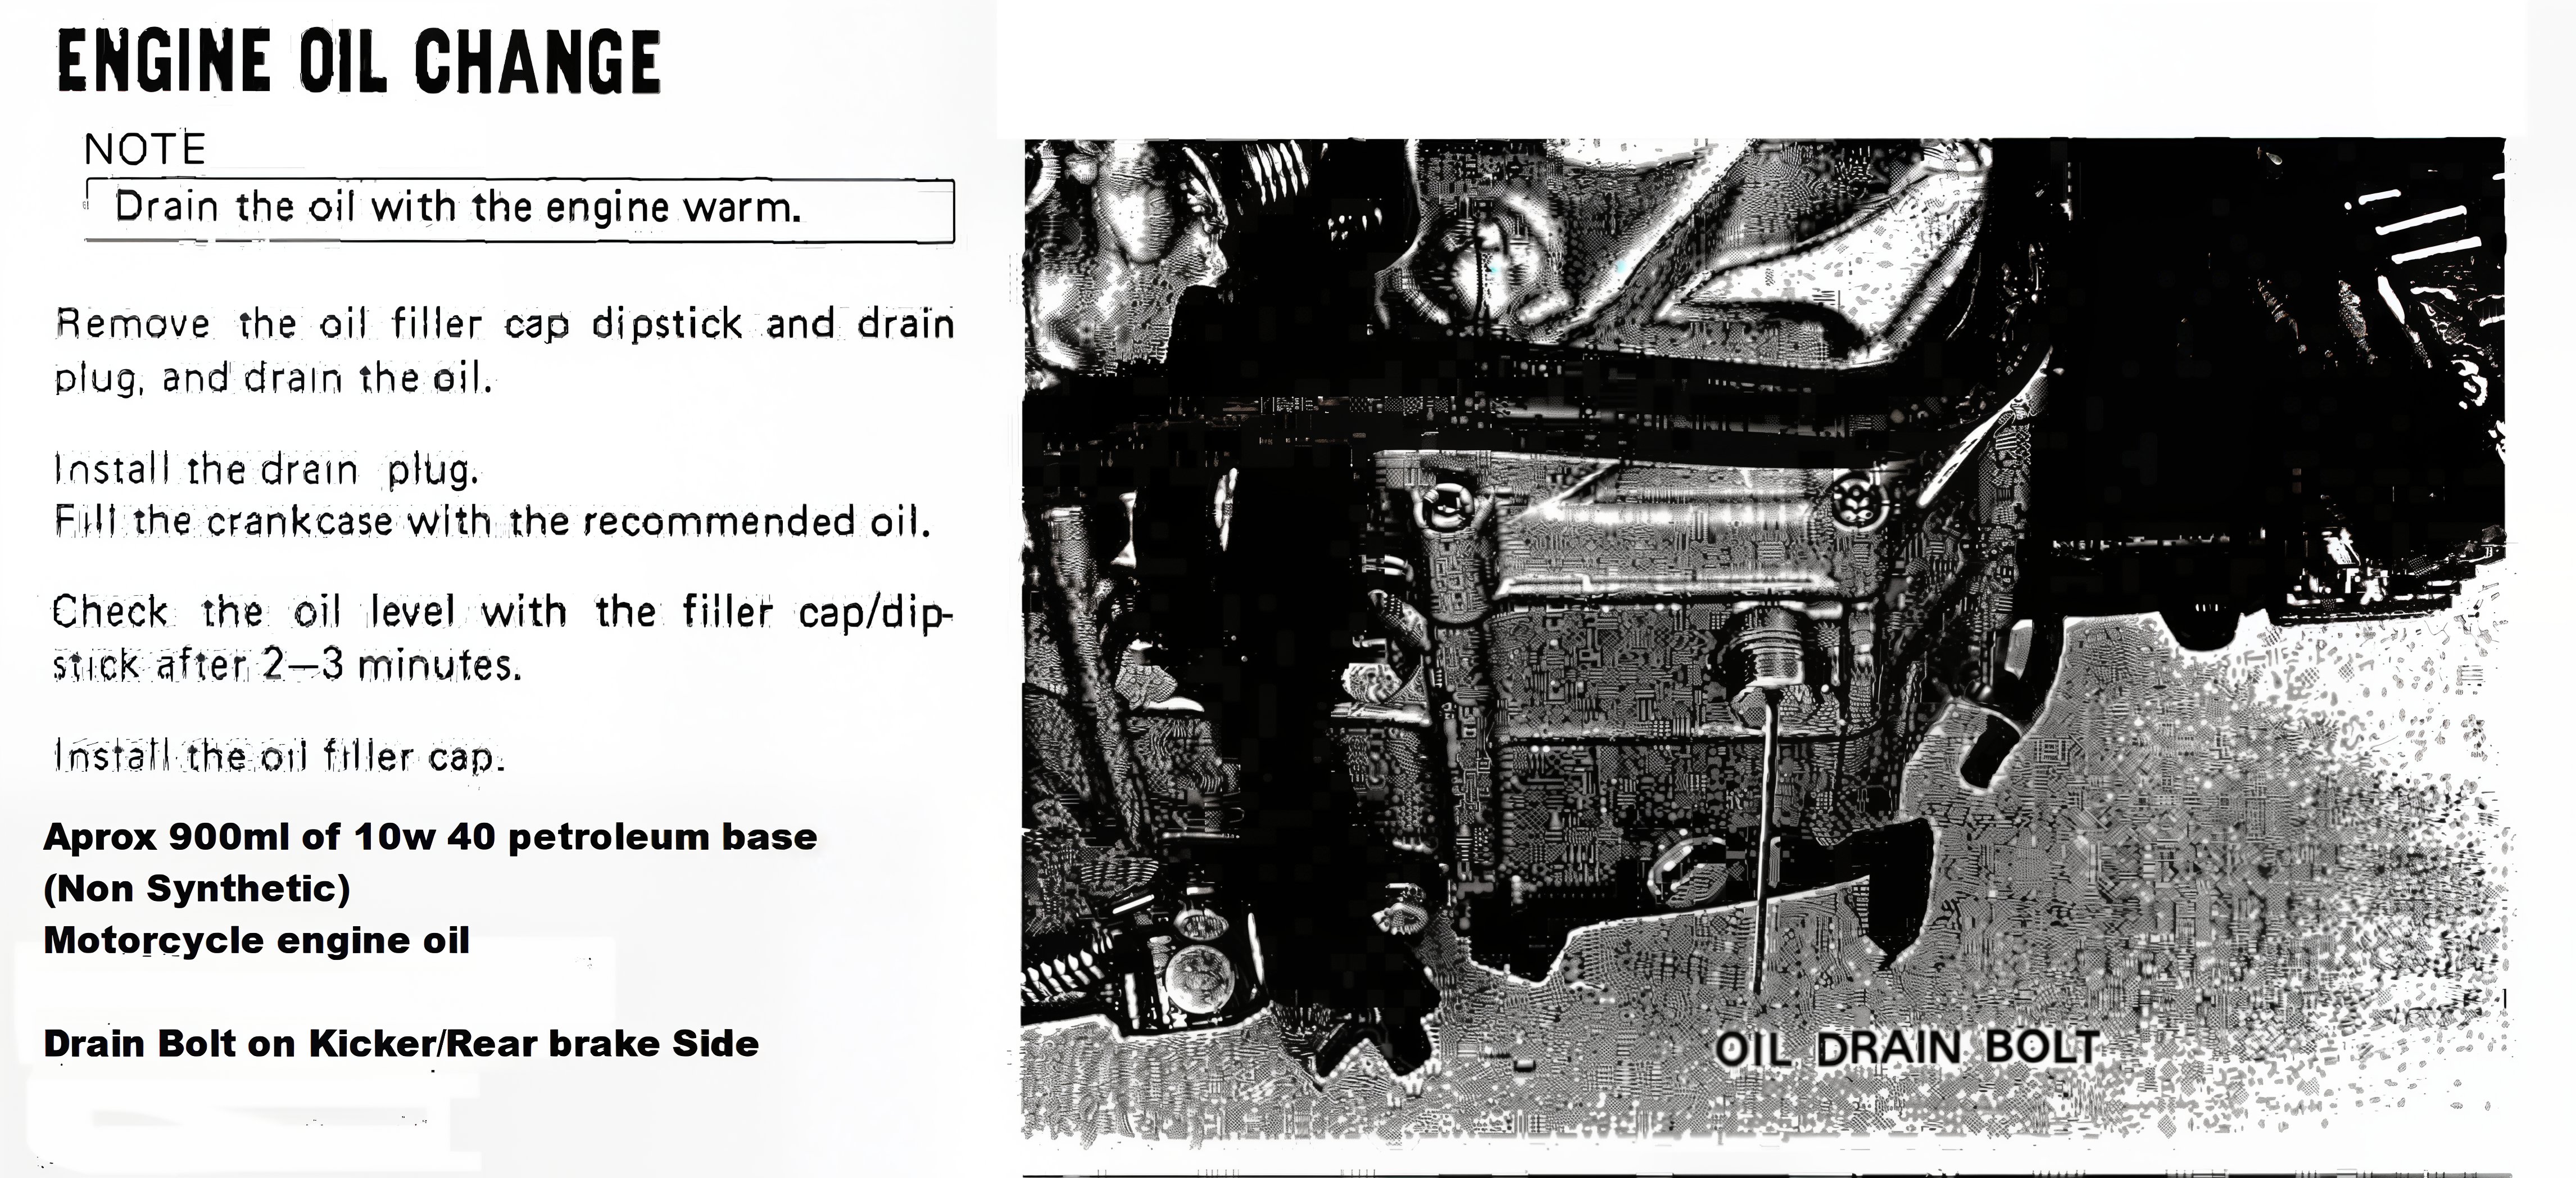 ENGINE OIL CHANGE
NOTE
Drain the oil with the engine warm.
Remove the oil filler cap dipstick and drain
plug, and drain the oil.
Install the drain plug.
Fill the crankcase with the recommended oil.
Check the oil level with the filler cap/dip-
stick after 2–3 minutes.
Install the oil filler cap.
Aprox 900ml of 10w 40 petroleum base
(Non Synthetic)
Motorcycle engine oil
Drain Bolt on Kicker/Rear brake Side
OIL DRAIN BOLT